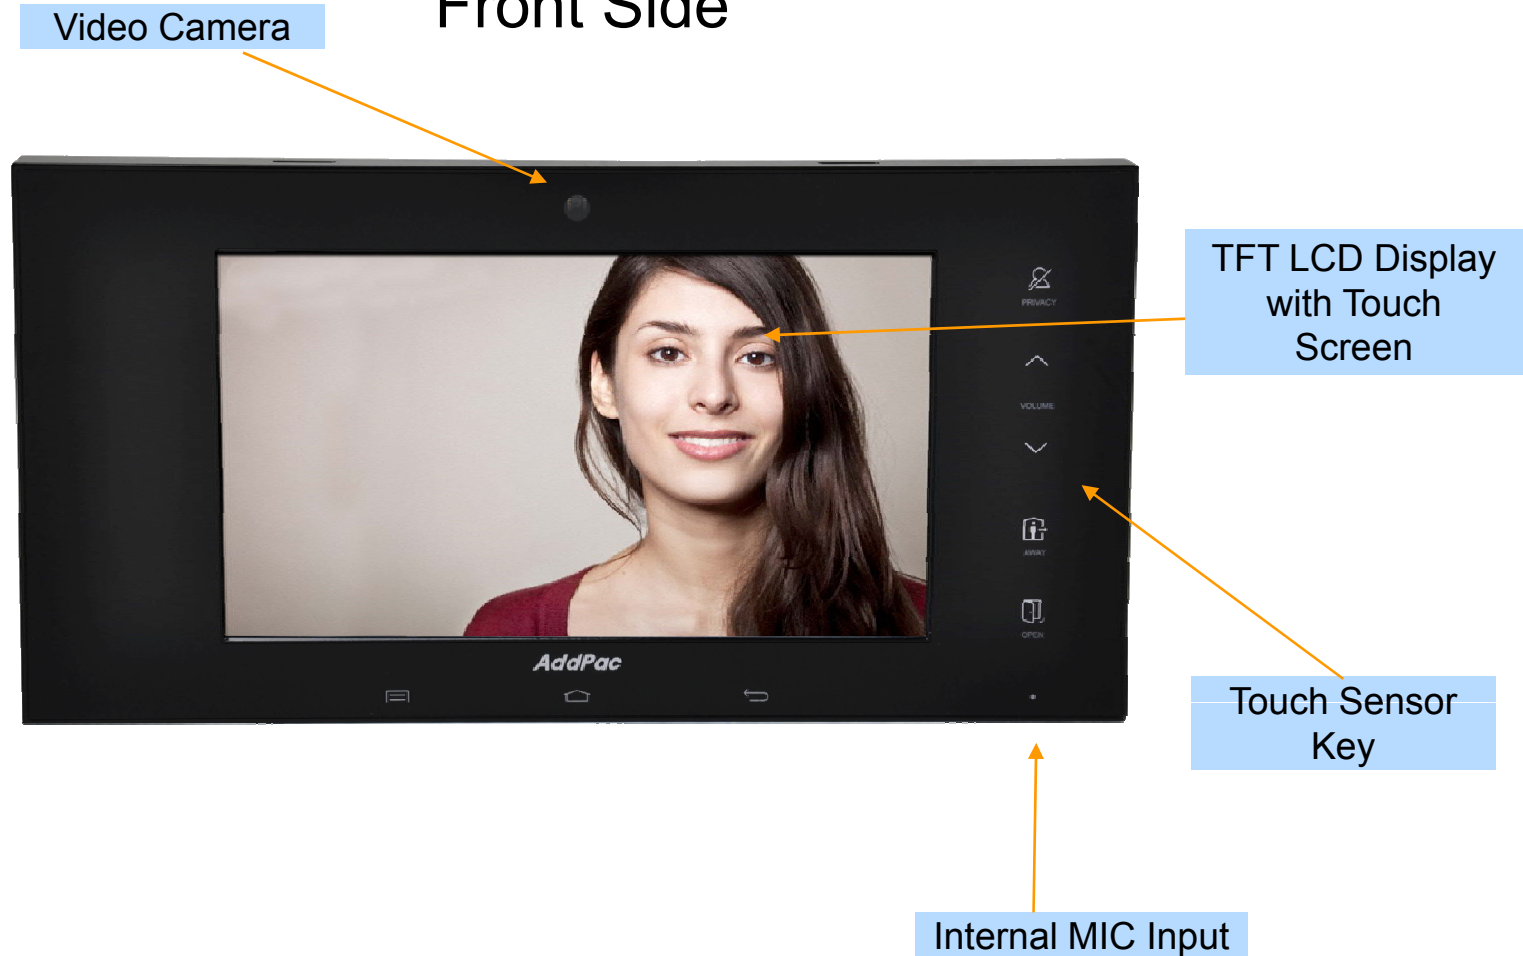 Front Side
Video Camera
TFT LCD Display
with Touch
Screen
PRIVACY
VOLUME
AWAY
OPEN
AddPac
Touch Sensor
Key
Internal MIC Input